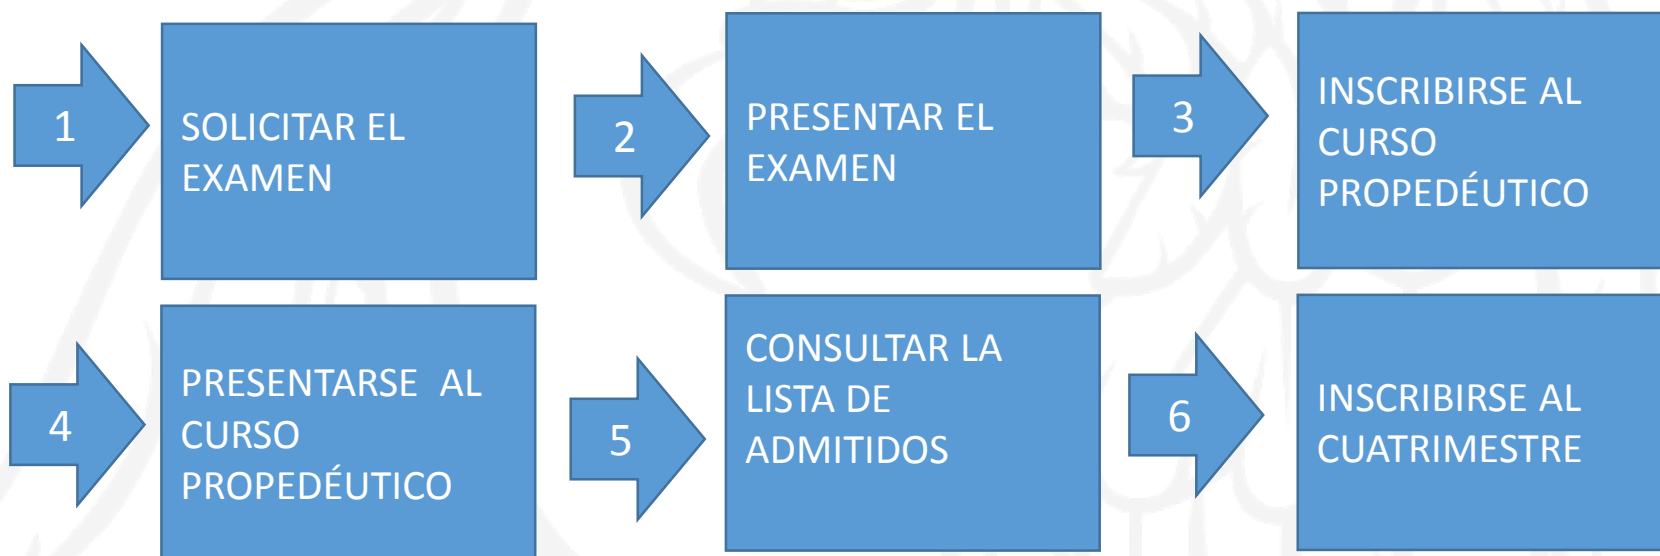 1
SOLICITAR EL
EXAMEN
2
PRESENTAR EL
EXAMEN
3
INSCRIBIRSE AL
CURSO
PROPEDÉUTICO
4
PRESENTARSE AL
CURSO
PROPEDÉUTICO
5
CONSULTAR LA
LISTA DE
ADMITIDOS
6
INSCRIBIRSE AL
CUATRIMESTRE